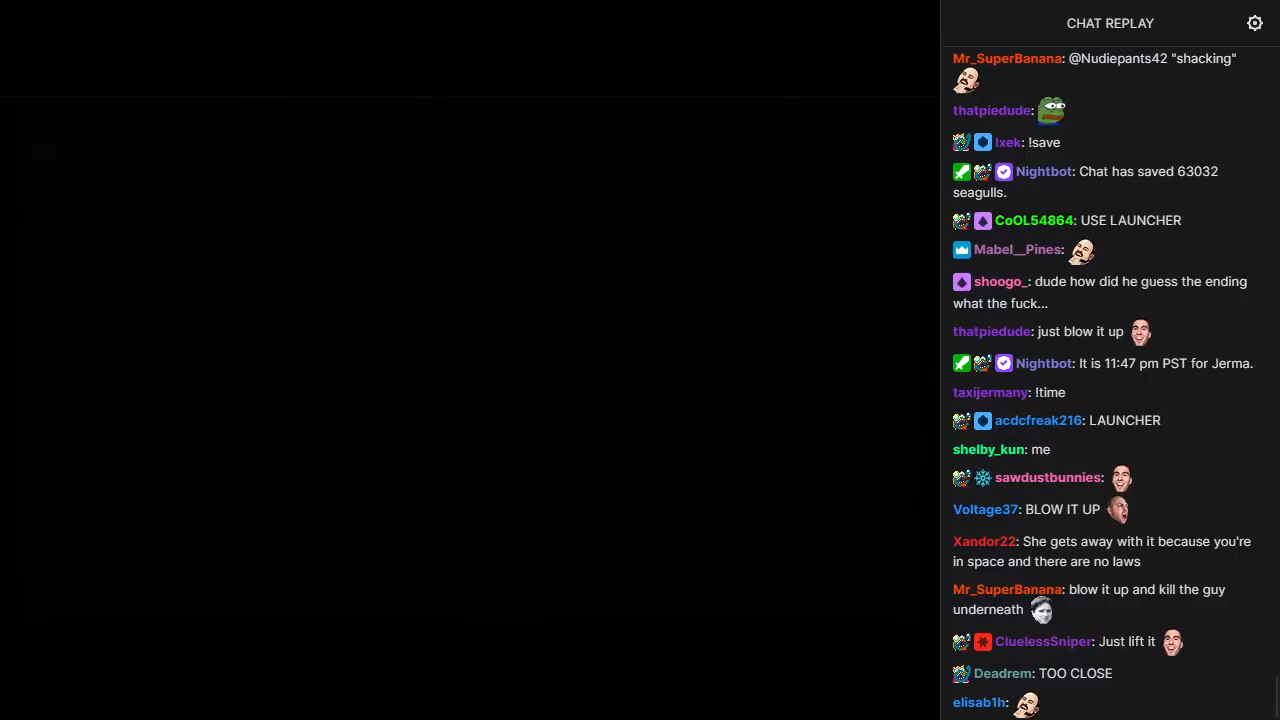 CHAT REPLAY
Mr_SuperBanana: @Nudiepants42 "shacking"
thatpiedude:
lxek: !save
Nightbot: Chat has saved 63032
seagulls.
CoOL54864: USE LAUNCHER
Mabel__Pines:
shoogo_: dude how did he guess the ending
what the fuck...
thatpiedude: just blow it up
Nightbot: It is 11:47 pm PST for Jerma.
taxijermany: !time
acdcfreak216: LAUNCHER
shelby_kun: me
sawdustbunnies:
Voltage37: BLOW IT UP
Xandor22: She gets away with it because you're
in space and there are no laws
Mr_SuperBanana: blow it up and kill the guy
underneath
CluelessSniper: Just lift it
Deadrem: TOO CLOSE
elisab1h: